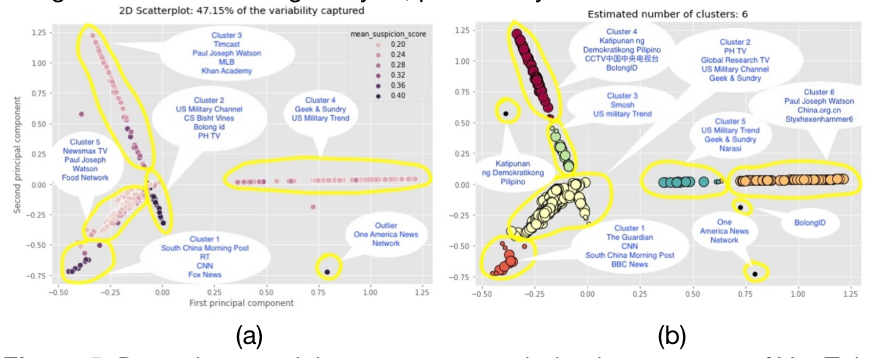 2D Scatterplot: 47.15% of the variability captured
mean_suspicion_score
0.20
0.24
0.28
0.32
0.36
0.40
Cluster 3
Timcast
Paul Joseph Watson
MLB
Khan Academy
Cluster 2
US Military Channel
CS Bisht Vines
Bolong id
PH TV
Cluster 4
Geek & Sundry
US Military Trend
Cluster 5
Newsmax TV
Paul Joseph
Watson
Food Network
Cluster 1
South China Morning Post
RT
CNN
Fox News
Outlier
One America News
Network
Second principal component
1.25
1.00
0.75
0.50
0.25
0.00
−0.25
−0.50
−0.75
−0.50
−0.25
0.00
0.25
0.50
0.75
1.00
1.25
First principal component
(a)
Estimated number of clusters: 6
Cluster 4
Katipunan ng
Demokratikong Pilipino
CCTV中国中央电视台
BolongID
Cluster 2
PH TV
Global Research TV
US Military Channel
Geek & Sundry
Cluster 3
Smosh
US military Trend
Cluster 6
Paul Joseph Watson
China.org.cn
Styxhexenhammer6
Cluster 5
US Military Trend
Geek & Sundry
Narasi
Katipunan
ng Demokratikong
Pilipino
Cluster 1
The Guardian
CNN
South China Morning Post
BBC News
One
America News
Network
BolongID
1.25
1.00
0.75
0.50
0.25
0.00
−0.25
−0.50
−0.75
−0.50
−0.25
0.00
0.25
0.50
0.75
1.00
1.25
(b)